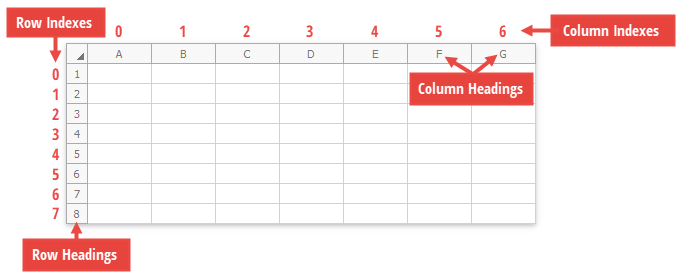 Row Indexes
0 1 2 3 4 5 6
Column Indexes
A B C D E F G
0 1
1 2
Column Headings
2 3
3 4
4 5
5 6
6 7
7 8
Row Headings